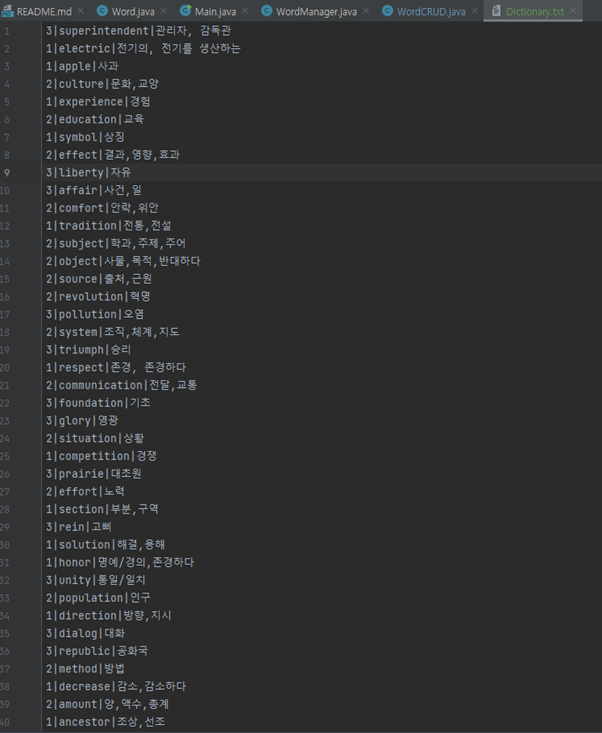 README.md Word.java Main.java WordManager.java WordCRUD.java Dictionary.txt
1 3|superintendent|관리자, 감독관
2 1|electric|전기의, 전기를 생산하는
3 1|apple|사과
4 2|culture|문화,교양
5 1|experience|경험
6 2|education|교육
7 1|symbol|상징
8 2|effect|결과,영향,효과
9 3|liberty|자유
10 3|affair|사건,일
11 2|comfort|안락,위안
12 1|tradition|전통,전설
13 2|subject|학과,주제,주어
14 2|object|사물,목적,반대하다
15 2|source|출처,근원
16 2|revolution|혁명
17 3|pollution|오염
18 2|system|조직,체계,지도
19 3|triumph|승리
20 1|respect|존경, 존경하다
21 2|communication|전달,교통
22 3|foundation|기초
23 3|glory|영광
24 2|situation|상황
25 1|competition|경쟁
26 3|prairie|대초원
27 2|effort|노력
28 1|section|부분,구역
29 3|rein|고삐
30 1|solution|해결,용해
31 1|honor|명예/경의,존경하다
32 3|unity|통일/일치
33 2|population|인구
34 1|direction|방향,지시
35 3|dialog|대화
36 3|republic|공화국
37 2|method|방법
38 1|decrease|감소,감소하다
39 2|amount|양,액수,총계
40 1|ancestor|조상,선조